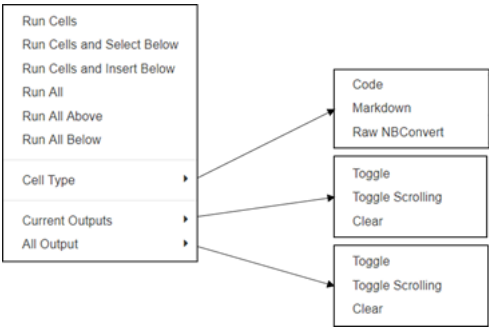 Run Cells
Run Cells and Select Below
Run Cells and Insert Below
Run All
Run All Above
Run All Below
Cell Type
Current Outputs
All Output
Code
Markdown
Raw NBConvert
Toggle
Toggle Scrolling
Clear
Toggle
Toggle Scrolling
Clear